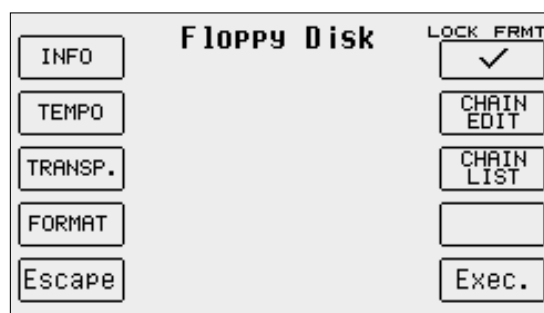 Floppy Disk
LOCK FRMT
INFO
✓
TEMPO
CHAIN
EDIT
TRANSP.
CHAIN
LIST
FORMAT
Escape
Exec.